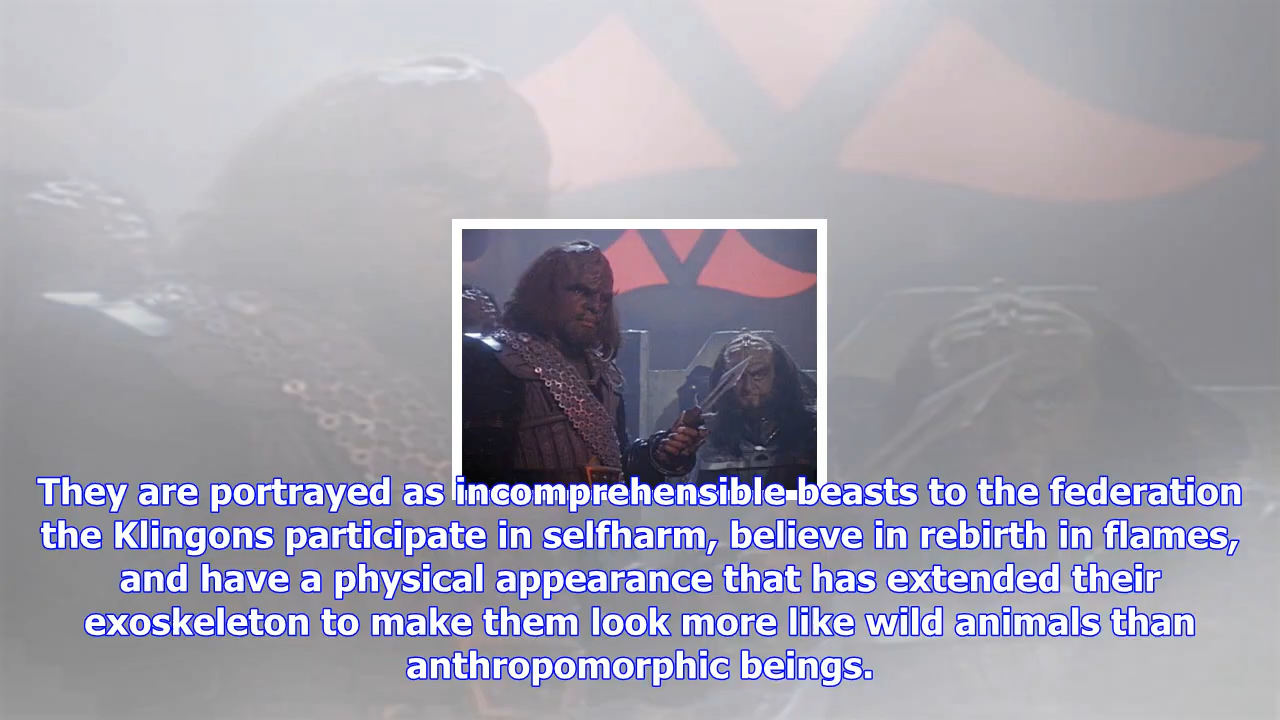 They are portrayed as incomprehensible beasts to the federation
the Klingons participate in selfharm, believe in rebirth in flames,
and have a physical appearance that has extended their
exoskeleton to make them look more like wild animals than
anthropomorphic beings.